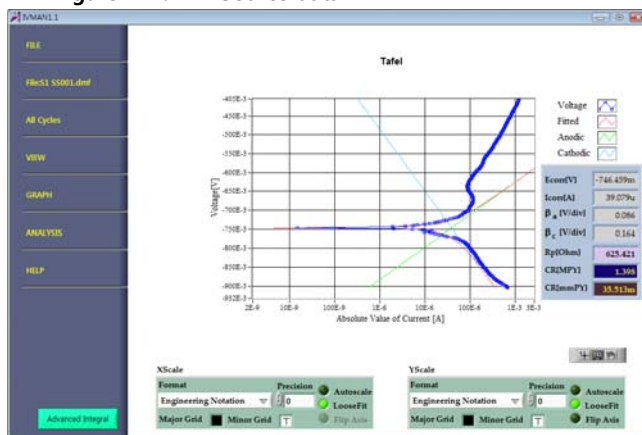 IVMAN1.1
FILE
File:S1 SS001.dmf
All Cycles
VIEW
GRAPH
ANALYSIS
HELP
Advanced Integral
Tafel
Voltage[V]
-405E-3
-450E-3
-500E-3
-550E-3
-600E-3
-650E-3
-700E-3
-750E-3
-800E-3
-850E-3
-900E-3
-932E-3
2E-9 10E-9 100E-9 1E-6 10E-6 100E-6 1E-3 3E-3
Absolute Value of Current [A]
Voltage
Fitted
Anodic
Cathodic
Ecorr[V] -746.459m
Icorr[A] 39.079u
βA [V/div] 0.086
βC [V/div] 0.164
Rp[Ohm] 625.421
CR[MPY] 1.398
CR[mmPY] 35.513m
XScale
Format Precision
Engineering Notation 0
Autoscale
LooseFit
Major Grid Minor Grid Flip Axis
YScale
Format Precision
Engineering Notation 0
Autoscale
LooseFit
Major Grid Minor Grid Flip Axis